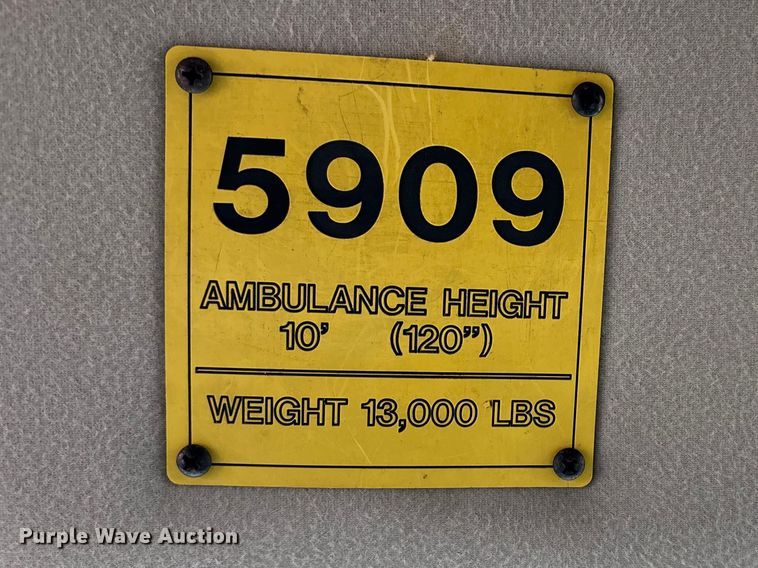 5909
AMBULANCE HEIGHT
10' (120")
WEIGHT 13,000 LBS
Purple Wave Auction